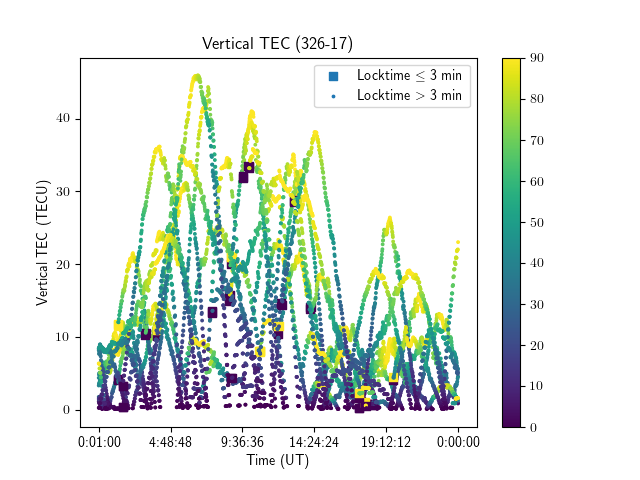 Vertical TEC (326-17)
Locktime ≤ 3 min
Locktime > 3 min
Vertical TEC (TECU)
40
30
20
10
0
0:01:00 4:48:48 9:36:36 14:24:24 19:12:12 0:00:00
Time (UT)
90
80
70
60
50
40
30
20
10
0